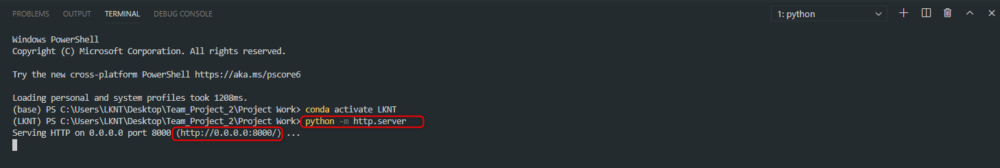 PROBLEMS OUTPUT TERMINAL DEBUG CONSOLE 1: python
Windows PowerShell
Copyright (C) Microsoft Corporation. All rights reserved.
Try the new cross-platform PowerShell https://aka.ms/pscore6
Loading personal and system profiles took 1208ms.
(base) PS C:\Users\LKNT\Desktop\Team_Project_2\Project Work> conda activate LKNT
(LKNT) PS C:\Users\LKNT\Desktop\Team_Project_2\Project Work> python -m http.server
Serving HTTP on 0.0.0.0 port 8000 (http://0.0.0.0:8000/) ...